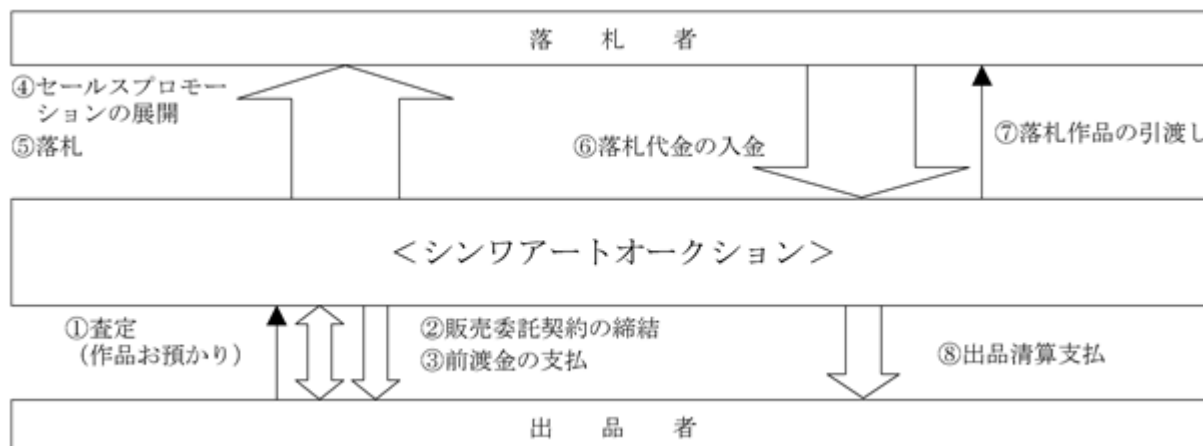 落札者
④セールスプロモー
ションの展開
⑤落札
⑥落札代金の入金
⑦落札作品の引渡し
＜シンワアートオークション＞
①査定
（作品お預かり）
②販売委託契約の締結
③前渡金の支払
⑧出品清算支払
出品者